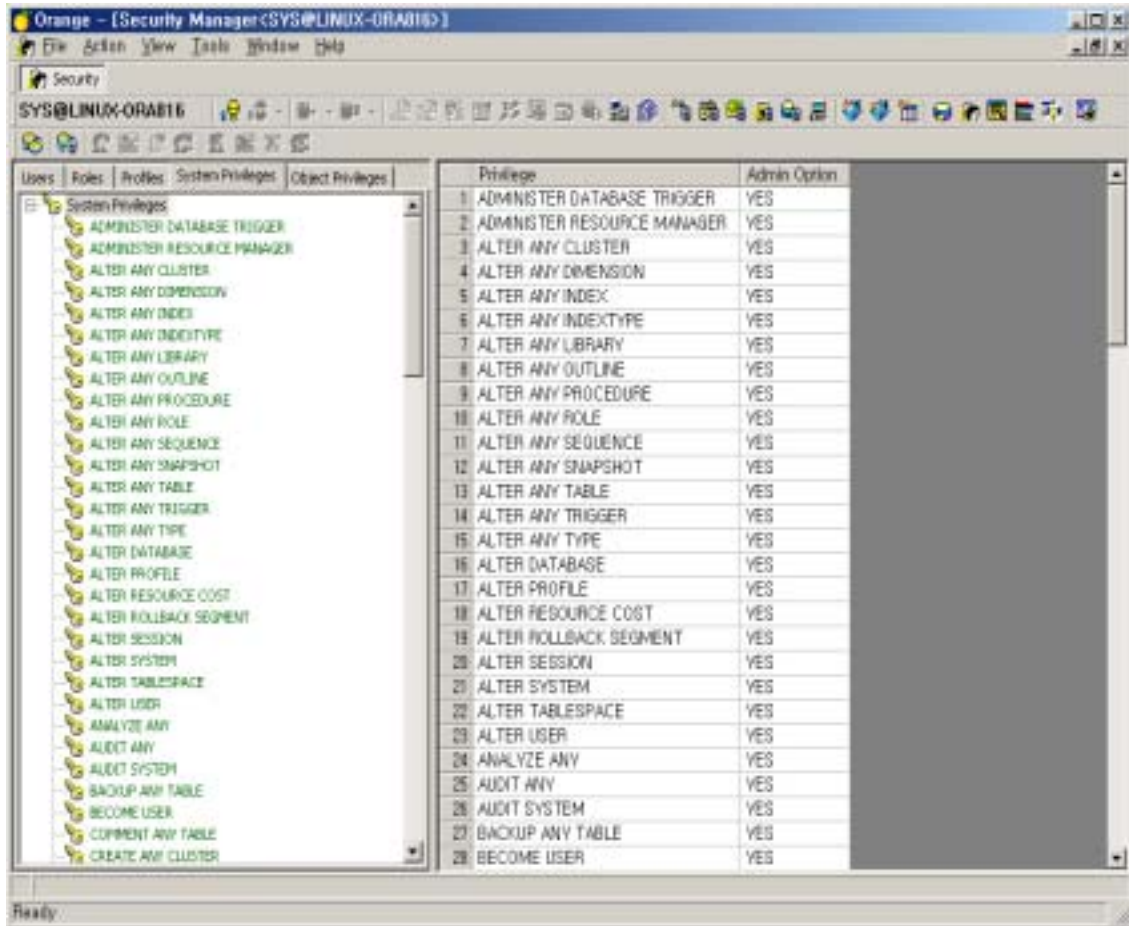 Orange - [Security Manager<SYS@LINUX-ORA816>]
File Action View Tools Window Help
Security
SYS@LINUX-ORA816
Users Roles Profiles System Privileges Object Privileges
System Privileges
ADMINISTER DATABASE TRIGGER
ADMINISTER RESOURCE MANAGER
ALTER ANY CLUSTER
ALTER ANY DIMENSION
ALTER ANY INDEX
ALTER ANY INDEXTYPE
ALTER ANY LIBRARY
ALTER ANY OUTLINE
ALTER ANY PROCEDURE
ALTER ANY ROLE
ALTER ANY SEQUENCE
ALTER ANY SNAPSHOT
ALTER ANY TABLE
ALTER ANY TRIGGER
ALTER ANY TYPE
ALTER DATABASE
ALTER PROFILE
ALTER RESOURCE COST
ALTER ROLLBACK SEGMENT
ALTER SESSION
ALTER SYSTEM
ALTER TABLESPACE
ALTER USER
ANALYZE ANY
AUDIT ANY
AUDIT SYSTEM
BACKUP ANY TABLE
BECOME USER
COMMENT ANY TABLE
CREATE ANY CLUSTER
Privilege Admin Option
1 ADMINISTER DATABASE TRIGGER YES
2 ADMINISTER RESOURCE MANAGER YES
3 ALTER ANY CLUSTER YES
4 ALTER ANY DIMENSION YES
5 ALTER ANY INDEX YES
6 ALTER ANY INDEXTYPE YES
7 ALTER ANY LIBRARY YES
8 ALTER ANY OUTLINE YES
9 ALTER ANY PROCEDURE YES
10 ALTER ANY ROLE YES
11 ALTER ANY SEQUENCE YES
12 ALTER ANY SNAPSHOT YES
13 ALTER ANY TABLE YES
14 ALTER ANY TRIGGER YES
15 ALTER ANY TYPE YES
16 ALTER DATABASE YES
17 ALTER PROFILE YES
18 ALTER RESOURCE COST YES
19 ALTER ROLLBACK SEGMENT YES
20 ALTER SESSION YES
21 ALTER SYSTEM YES
22 ALTER TABLESPACE YES
23 ALTER USER YES
24 ANALYZE ANY YES
25 AUDIT ANY YES
26 AUDIT SYSTEM YES
27 BACKUP ANY TABLE YES
28 BECOME USER YES
Ready